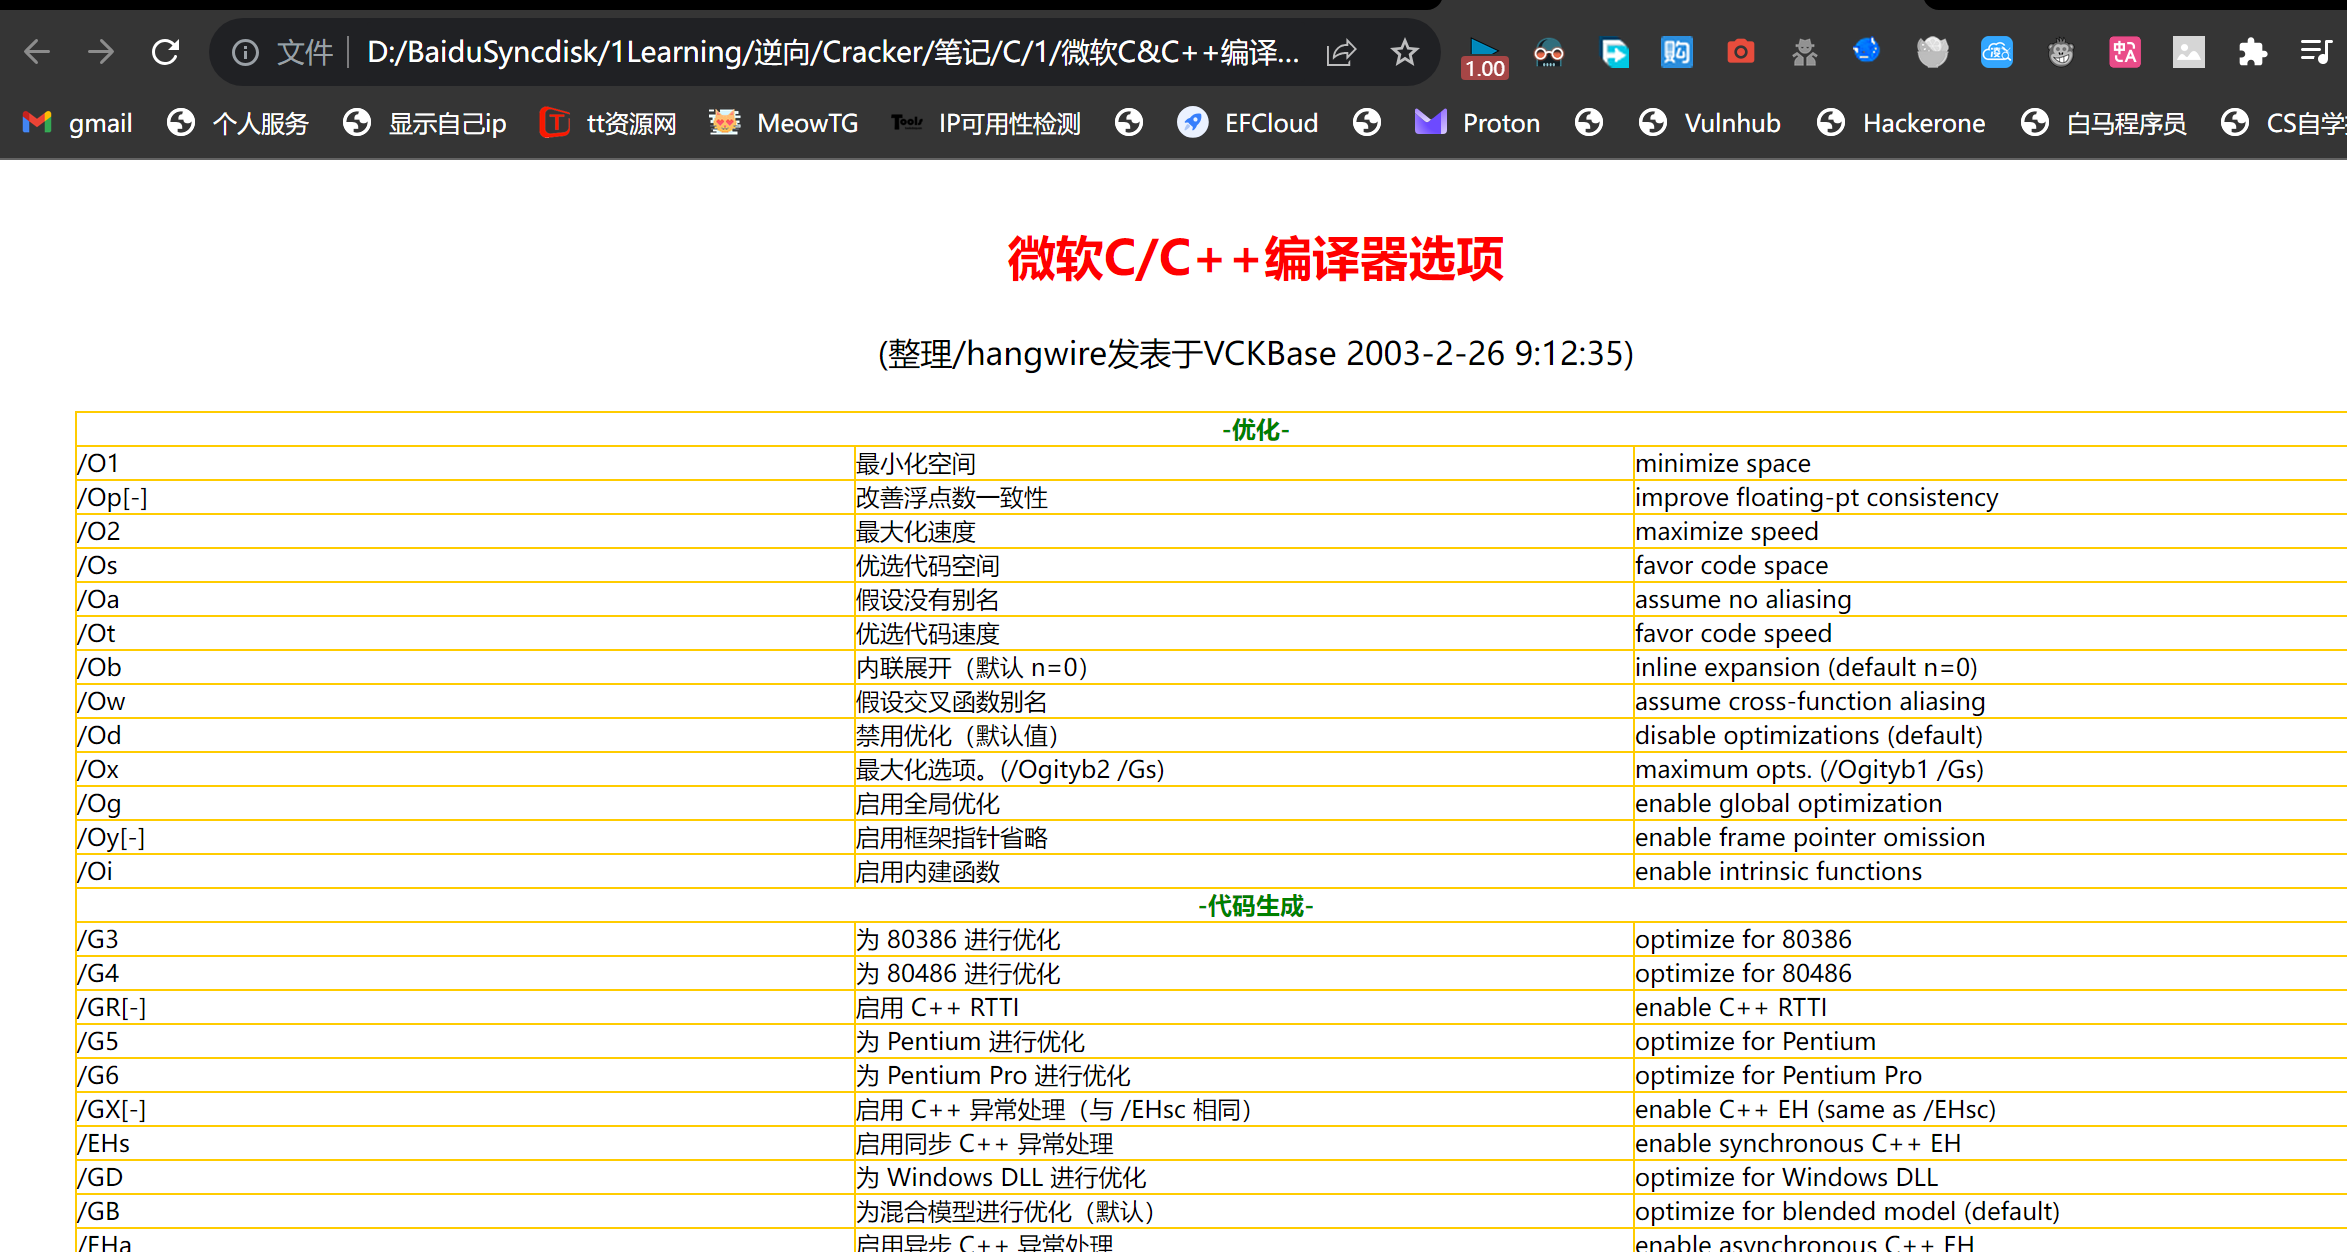 文件 D:/BaiduSyncdisk/1Learning/逆向/Cracker/笔记/C/1/微软C&C++编译...
1.00
gmail 个人服务 显示自己ip tt资源网 MeowTG Tools IP可用性检测 EFCloud Proton Vulnhub Hackerone 白马程序员 CS自学
微软C/C++编译器选项
(整理/hangwire发表于VCKBase 2003-2-26 9:12:35)
-优化-
/O1 最小化空间 minimize space
/Op[-] 改善浮点数一致性 improve floating-pt consistency
/O2 最大化速度 maximize speed
/Os 优选代码空间 favor code space
/Oa 假设没有别名 assume no aliasing
/Ot 优选代码速度 favor code speed
/Ob 内联展开（默认 n=0） inline expansion (default n=0)
/Ow 假设交叉函数别名 assume cross-function aliasing
/Od 禁用优化（默认值） disable optimizations (default)
/Ox 最大化选项。(/Ogityb2 /Gs) maximum opts. (/Ogityb1 /Gs)
/Og 启用全局优化 enable global optimization
/Oy[-] 启用框架指针省略 enable frame pointer omission
/Oi 启用内建函数 enable intrinsic functions
-代码生成-
/G3 为 80386 进行优化 optimize for 80386
/G4 为 80486 进行优化 optimize for 80486
/GR[-] 启用 C++ RTTI enable C++ RTTI
/G5 为 Pentium 进行优化 optimize for Pentium
/G6 为 Pentium Pro 进行优化 optimize for Pentium Pro
/GX[-] 启用 C++ 异常处理（与 /EHsc 相同） enable C++ EH (same as /EHsc)
/EHs 启用同步 C++ 异常处理 enable synchronous C++ EH
/GD 为 Windows DLL 进行优化 optimize for Windows DLL
/GB 为混合模型进行优化（默认） optimize for blended model (default)
/EHa 启用异步 C++ 异常处理 enable asynchronous C++ EH